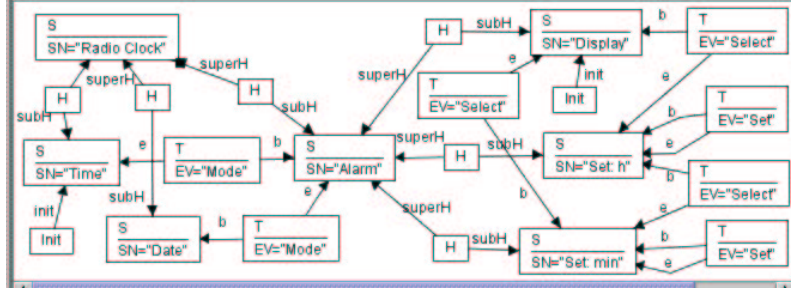 S
SN="Radio Clock"
superH
H
H
subH
superH
H
subH
S
SN="Time"
init
Init
e
T
EV="Mode"
b
subH
S
SN="Date"
b
T
EV="Mode"
e
S
SN="Alarm"
superH
H
subH
S
SN="Display"
init
Init
b
T
EV="Select"
e
e
T
EV="Select"
b
superH
H
subH
S
SN="Set: h"
b
T
EV="Set"
e
b
T
EV="Select"
e
superH
H
subH
S
SN="Set: min"
b
T
EV="Set"
e